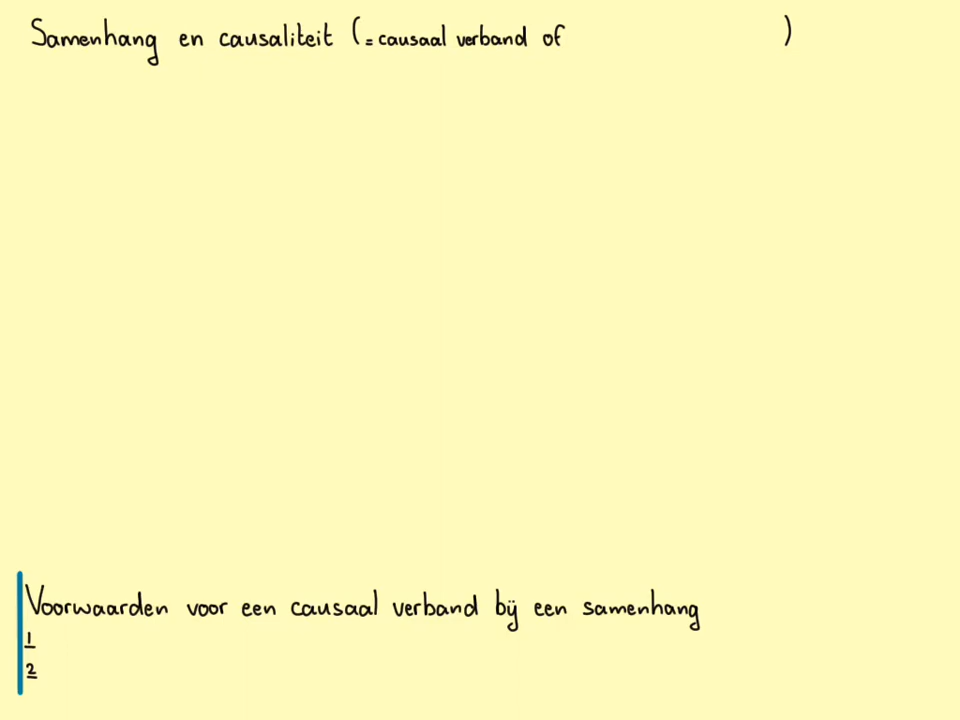 Samenhang en causaliteit (= causaal verband of )
Voorwaarden voor een causaal verband bij een samenhang
1
2